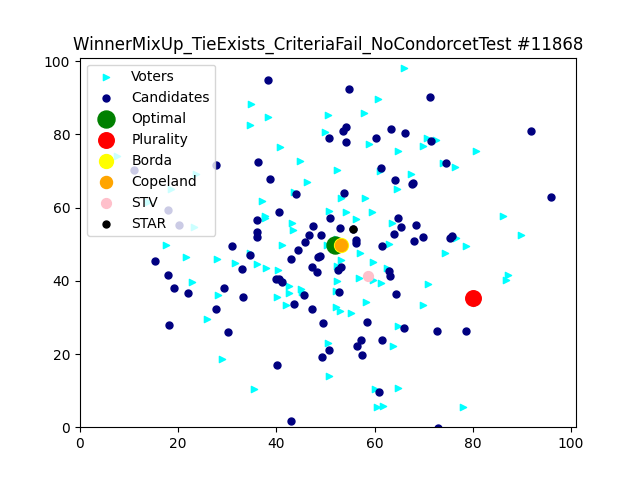 WinnerMixUp_TieExists_CriteriaFail_NoCondorcetTest #11868
100
80
60
40
20
0
Voters
Candidates
Optimal
Plurality
Borda
Copeland
STV
STAR
0 20 40 60 80 100